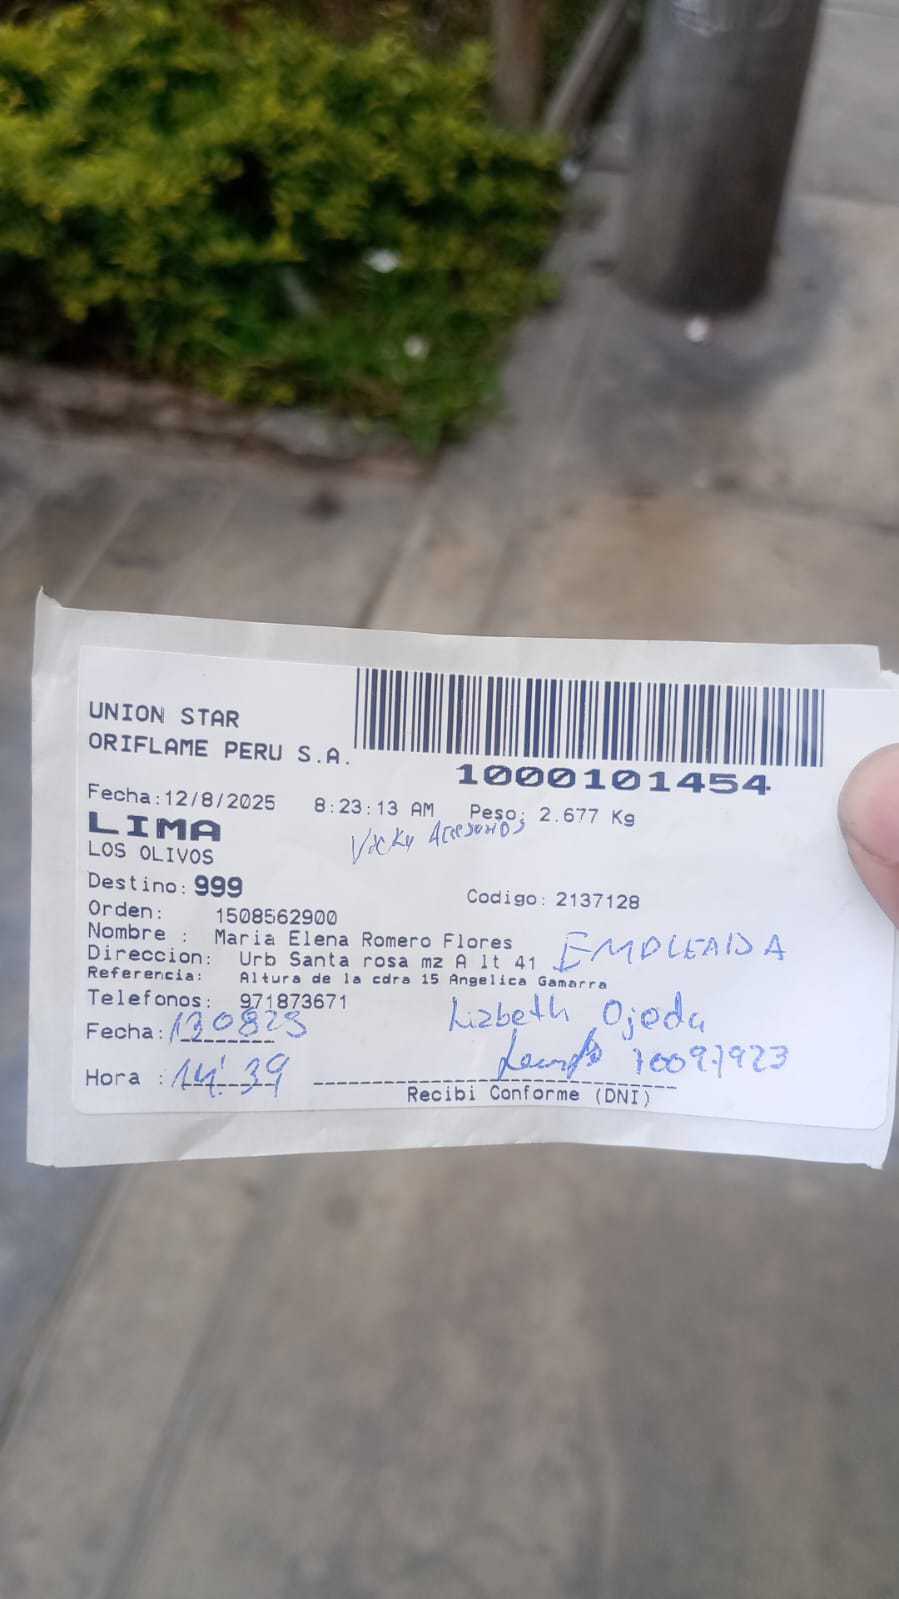 UNION STAR
ORIFLAME PERU S.A.
1000101454
Fecha:12/8/2025 8:23:13 AM Peso: 2.677 Kg
LIMA
Vicky Accesorios
LOS OLIVOS
Destino: 999
Codigo: 2137128
Orden: 1508562900
Nombre : Maria Elena Romero Flores
EMPLEADA
Direccion: Urb Santa rosa mz A lt 41
Referencia: Altura de la cdra 15 Angelica Gamarra
Telefonos: 971873671
Lizbeth Ojeda
Fecha: 130825
70097923
Hora : 14:39
Recibi Conforme (DNI)